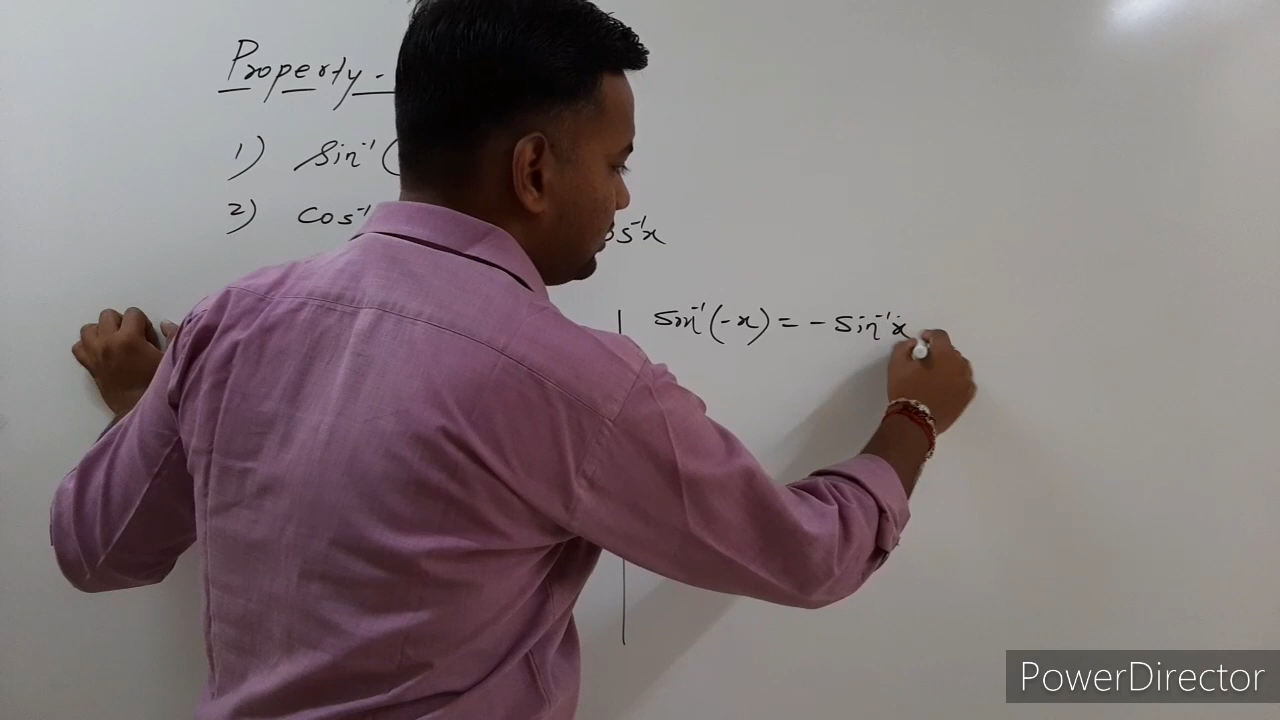 Property -
1) Sin⁻¹(
2) Cos⁻¹ os⁻¹x
Sin⁻¹(-x) = - Sin⁻¹x
PowerDirector